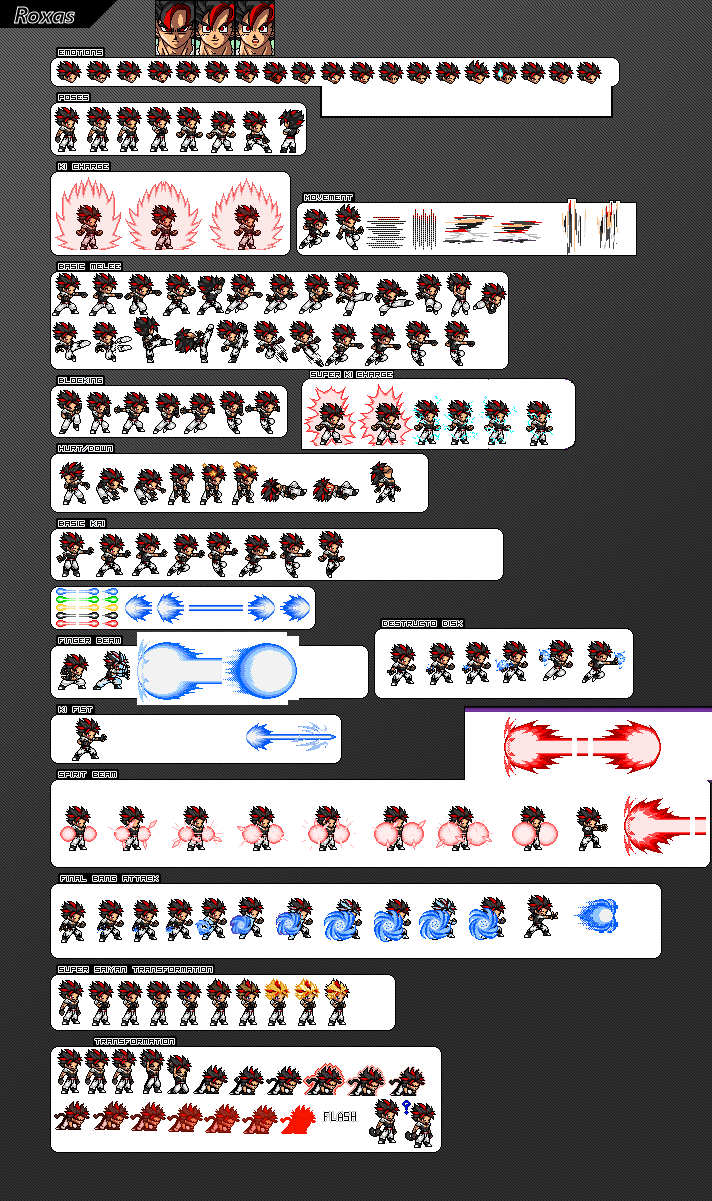 Roxas
EMOTIONS
POSES
KI CHARGE
MOVEMENT
BASIC MELEE
SUPER KI CHARGE
BLOCKING
HURT/DOWN
BASIC KAI
DESTRUCTO DISK
FINGER BEAM
KI FIST
SPIRIT BEAM
FINAL BANG ATTACK
SUPER SAIYAN TRANSFORMATION
TRANSFORMATION
FLASH
?